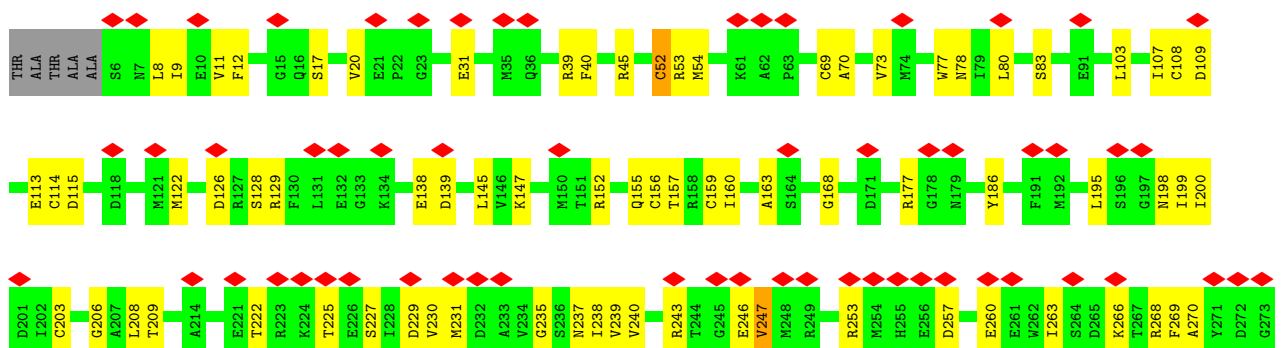 THR ALA THR ALA ALA S6 N7 L8 I9 E10 V11 F12 G15 Q16 S17 V20 E21 P22 G23 E31 M35 Q36 R39 F40 R45 C52 R53 M54 K61 A62 P63 C69 A70 V73 M74 W77 N78 I79 L80 S83 E91 L103 I107 C108 D109
E113 C114 D115 D118 M121 M122 D126 R127 S128 R129 F130 L131 E132 G133 K134 E138 D139 L145 V146 K147 M150 T151 R152 Q155 C156 T157 R158 C159 I160 A163 S164 G168 D171 R177 G178 N179 Y186 F191 M192 L195 S196 G197 N198 I199 I200
D201 I202 C203 G206 A207 L208 T209 A214 E221 T222 R223 K224 T225 E226 S227 I228 D229 V230 M231 D232 A233 V234 G235 S236 N237 I238 V239 V240 R243 T244 G245 E246 V247 M248 R249 R253 M254 H255 E256 D257 E260 E261 W262 I263 S264 D265 K266 T267 R268 F269 A270 Y271 D272 G273